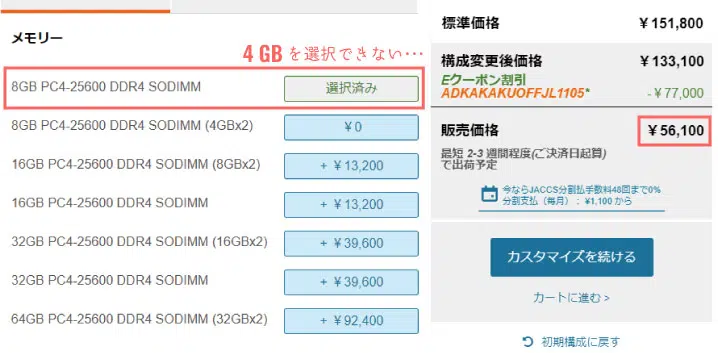 メモリー
4 GB を選択できない･･･
8GB PC4-25600 DDR4 SODIMM 選択済み
8GB PC4-25600 DDR4 SODIMM (4GBx2) ￥0
16GB PC4-25600 DDR4 SODIMM (8GBx2) + ￥13,200
16GB PC4-25600 DDR4 SODIMM + ￥13,200
32GB PC4-25600 DDR4 SODIMM (16GBx2) + ￥39,600
32GB PC4-25600 DDR4 SODIMM + ￥39,600
64GB PC4-25600 DDR4 SODIMM (32GBx2) + ￥92,400
標準価格 ￥151,800
構成変更後価格 ￥133,100
Eクーポン割引
ADKAKAKUOFFJL1105* -￥77,000
販売価格 ￥56,100
最短 2-3 週間程度(ご決済日起算)
で出荷予定
今ならJACCS分割払手数料48回まで0%
分割支払（毎月）：￥1,100 から
カスタマイズを続ける
カートに進む >
初期構成に戻す